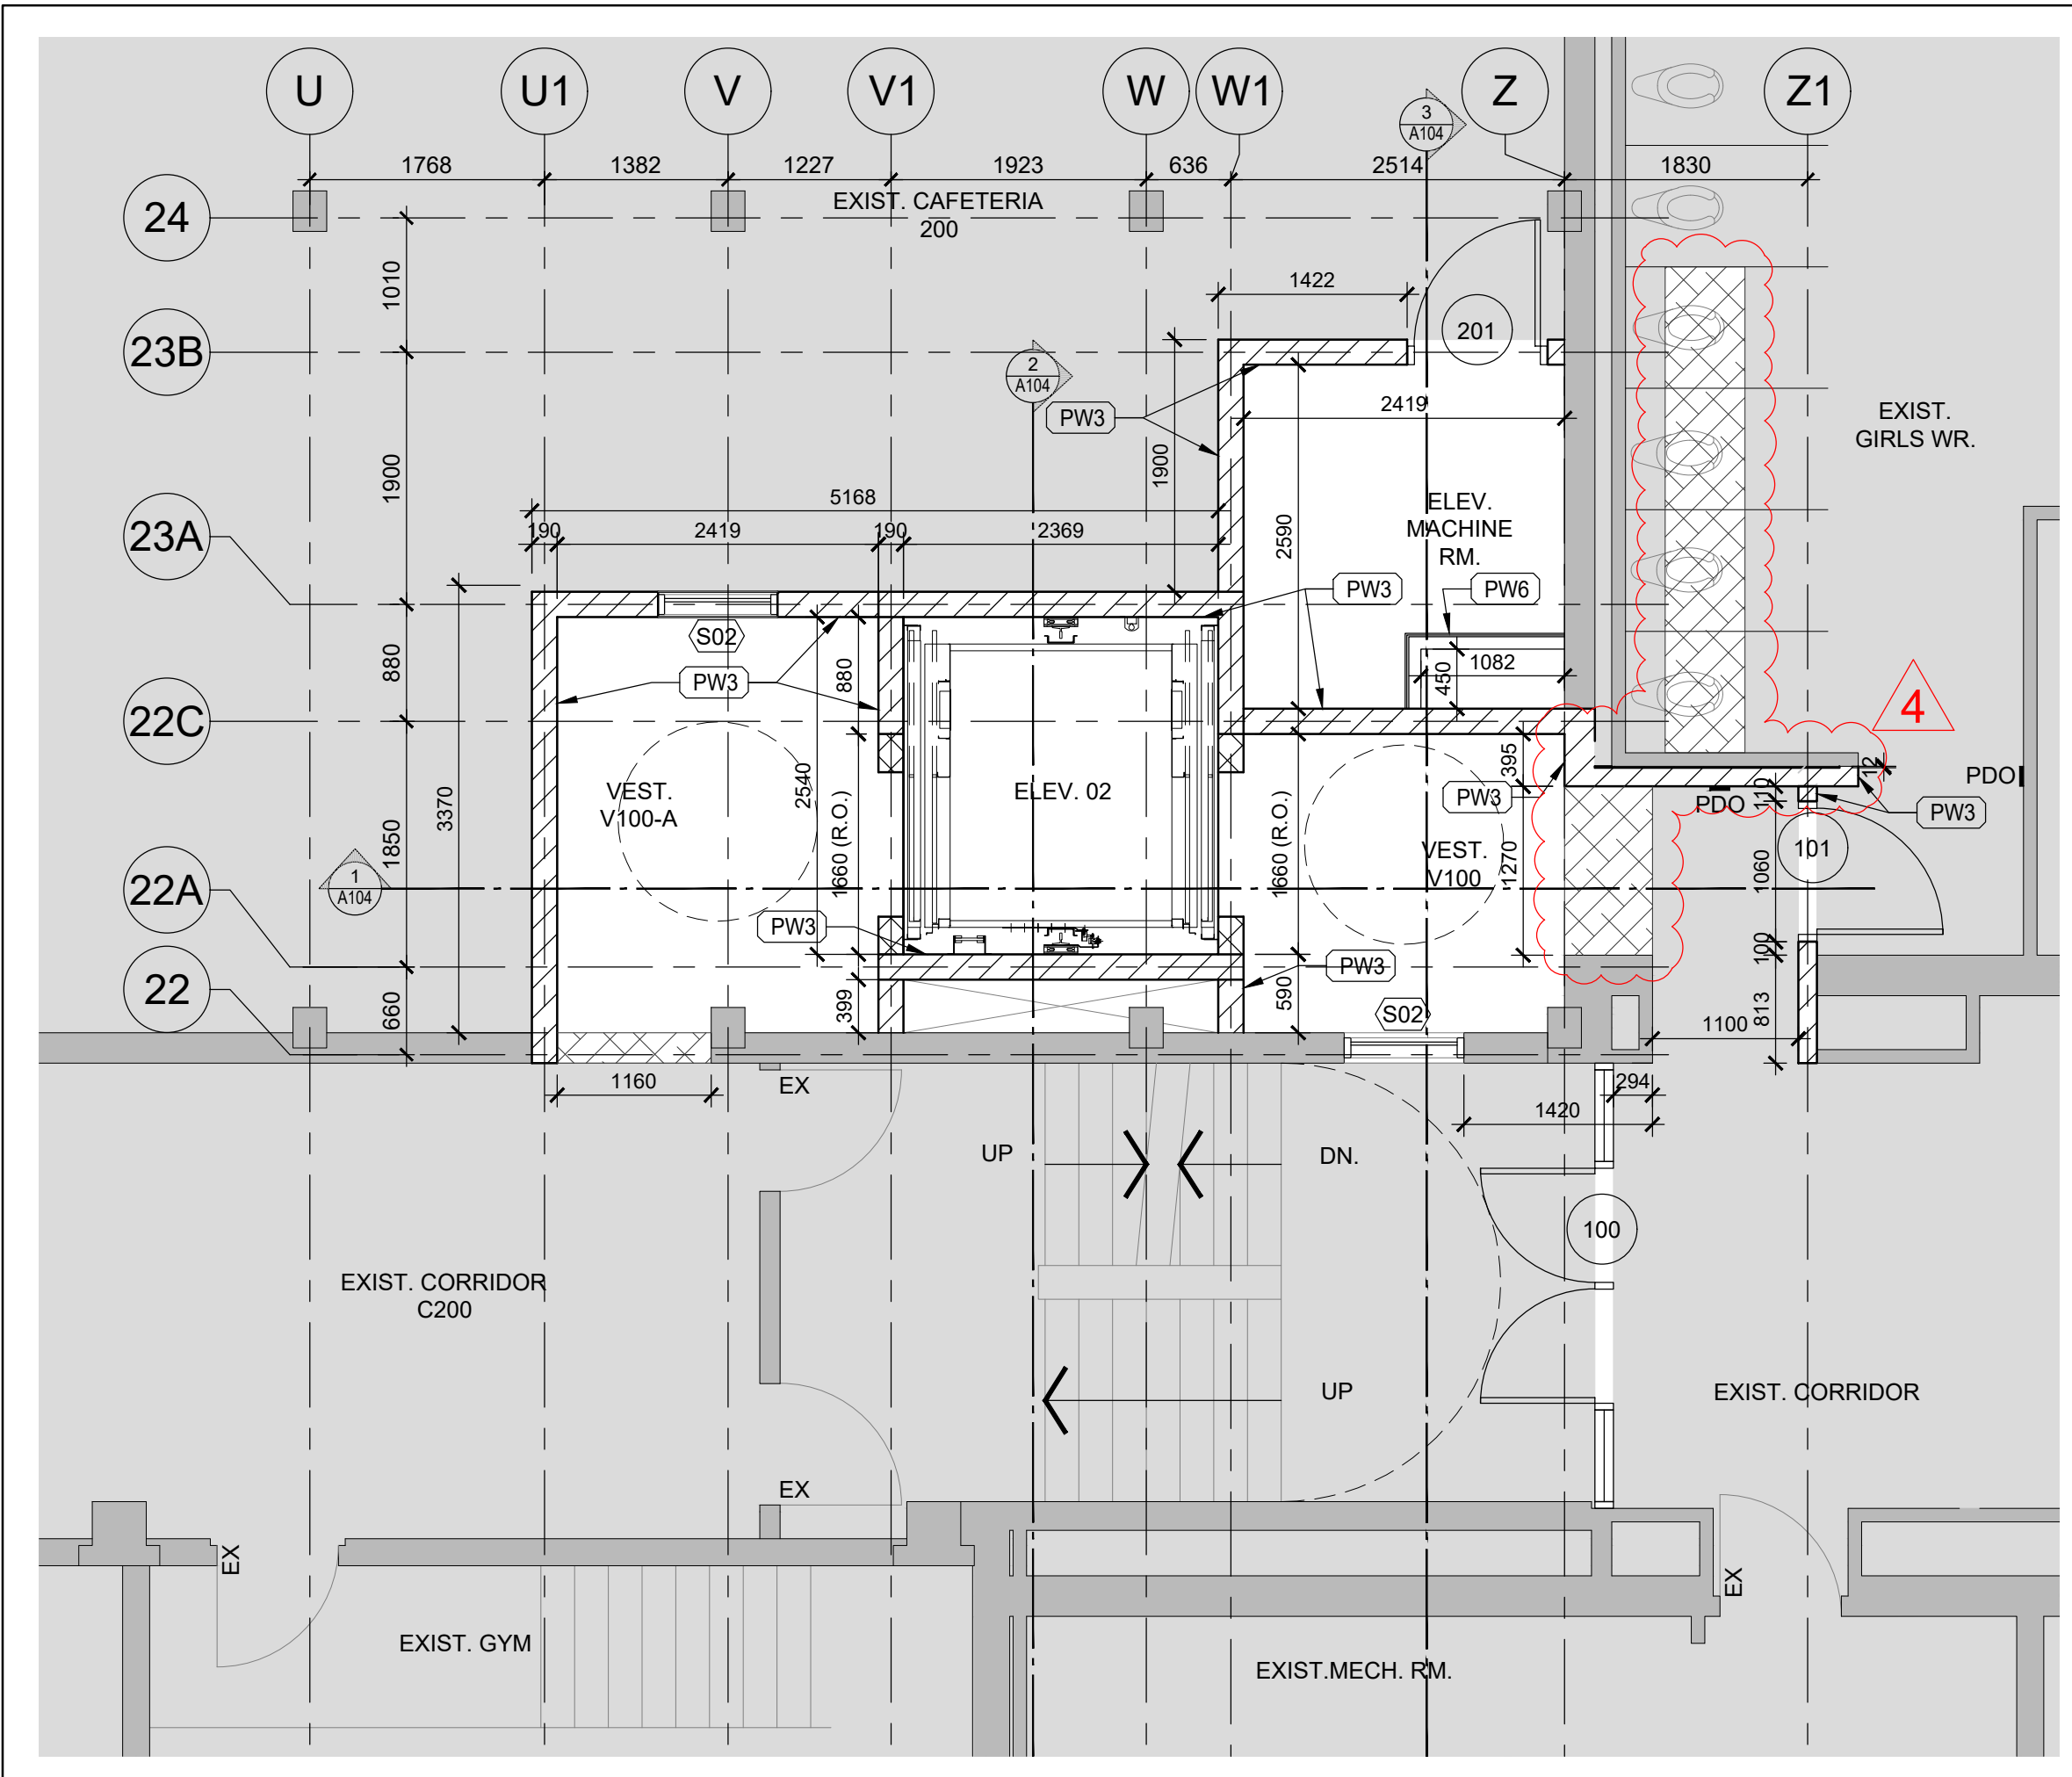 U
U1
V
V1
W
W1
Z
Z1
3
A104
1768
1382
1227
1923
636
2514
1830
24
EXIST. CAFETERIA
200
1010
1422
23B
201
2
A104
PW3
2419
EXIST.
GIRLS WR.
1900
1900
5168
23A
190
2419
190
2369
2590
ELEV.
MACHINE
RM.
PW3
PW6
S02
880
PW3
880
450
1082
22C
4
3370
VEST.
V100-A
2540
ELEV. 02
395
12
PDO
PW3
PDO
110
PW3
1850
1660 (R.O.)
1660 (R.O.)
VEST.
V100
1270
101
1060
1
A104
22A
PW3
PW3
100
22
660
399
590
S02
813
1100
1160
EX
294
1420
UP
DN.
100
EXIST. CORRIDOR
C200
UP
EXIST. CORRIDOR
EX
EX
EX
EXIST. GYM
EXIST.MECH. RM.